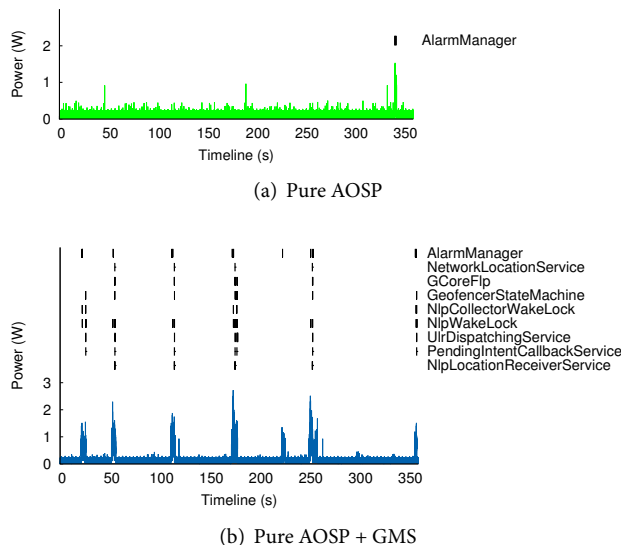 2
1
0
Power (W)
AlarmManager
0 50 100 150 200 250 300 350
Timeline (s)
(a) Pure AOSP
AlarmManager
NetworkLocationService
GCoreFlp
GeofencerStateMachine
NlpCollectorWakeLock
NlpWakeLock
UlrDispatchingService
PendingIntentCallbackService
NlpLocationReceiverService
Power (W)
3
2
1
0
0 50 100 150 200 250 300 350
Timeline (s)
(b) Pure AOSP + GMS